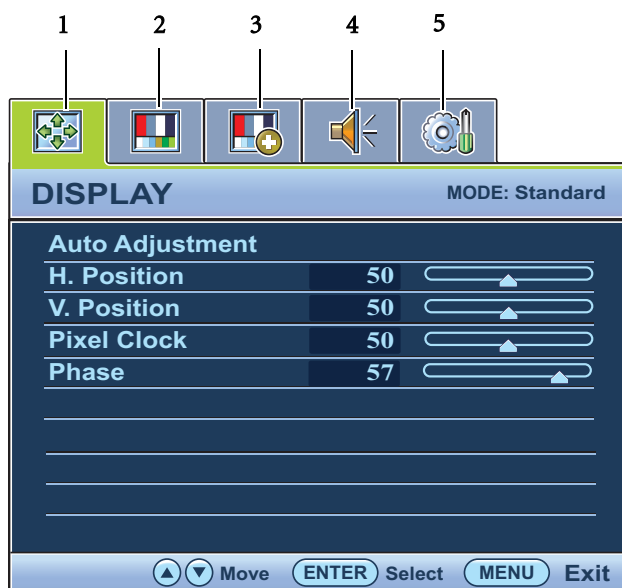 1 2 3 4 5
DISPLAY MODE: Standard
Auto Adjustment
H. Position 50
V. Position 50
Pixel Clock 50
Phase 57
Move ENTER Select MENU Exit